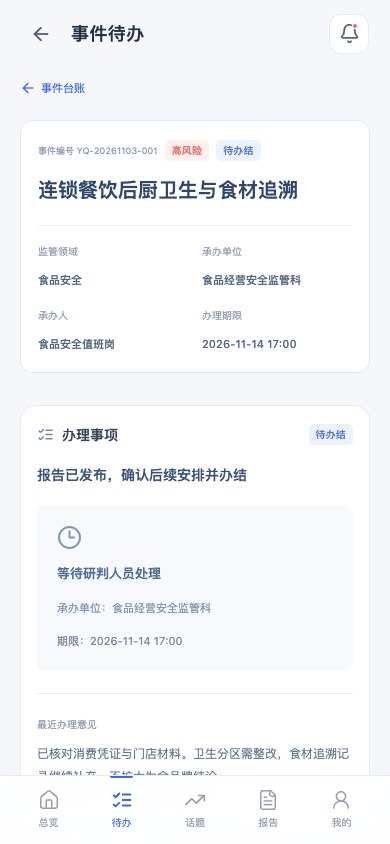 事件待办
事件台账
事件编号 YQ-20261103-001 高风险 待办结
连锁餐饮后厨卫生与食材追溯
监管领域 承办单位
食品安全 食品经营安全监管科
承办人 办理期限
食品安全值班岗 2026-11-14 17:00
办理事项 待办结
报告已发布，确认后续安排并办结
等待研判人员处理
承办单位：食品经营安全监管科
期限：2026-11-14 17:00
最近办理意见
已核对消费凭证与门店材料。卫生分区需整改，食材追溯记
总览 待办 话题 报告 我的